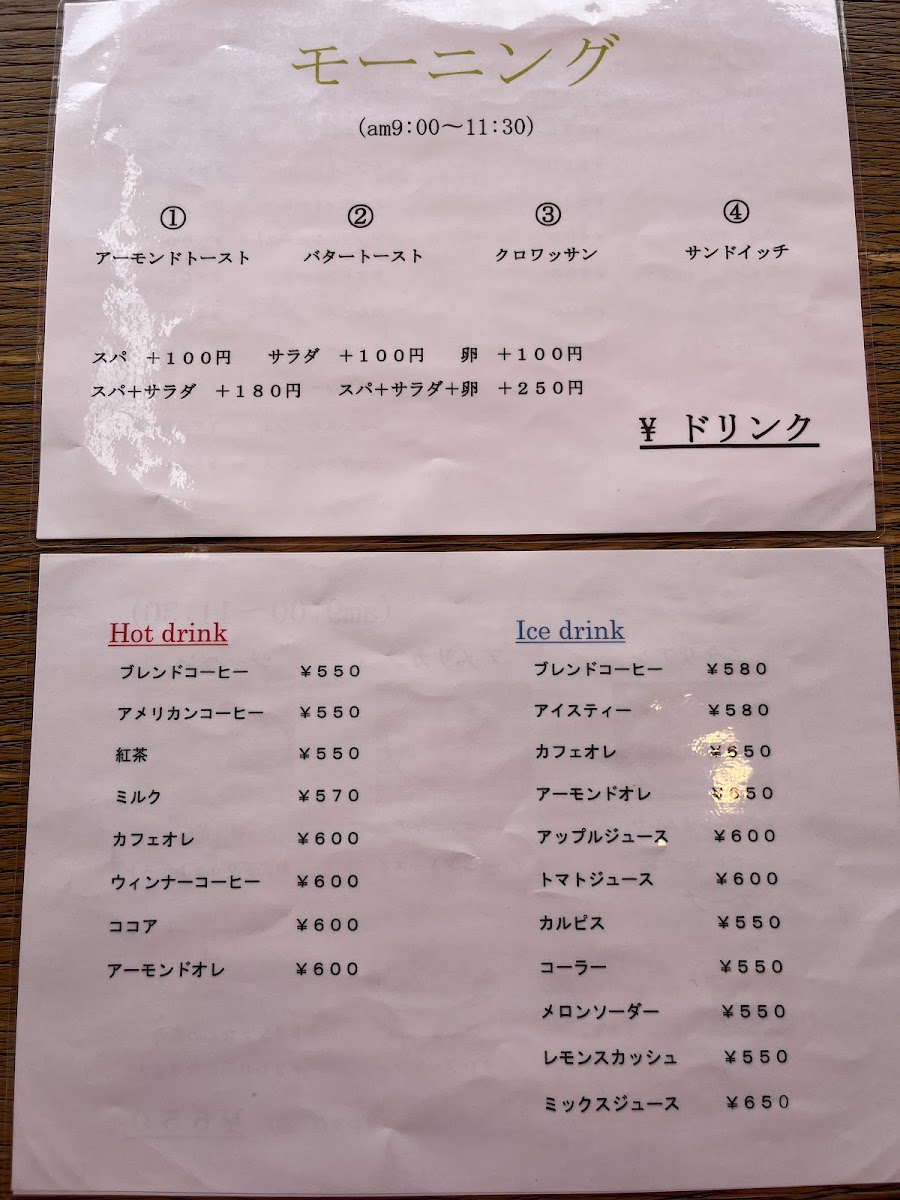 モーニング
(am9:00～11:30)
① ② ③ ④
アーモンドトースト バタートースト クロワッサン サンドイッチ
スパ ＋１００円 サラダ ＋１００円 卵 ＋１００円
スパ＋サラダ ＋１８０円 スパ＋サラダ＋卵 ＋２５０円
¥ ドリンク
Hot drink
ブレンドコーヒー ￥５５０
アメリカンコーヒー ￥５５０
紅茶 ￥５５０
ミルク ￥５７０
カフェオレ ￥６００
ウィンナーコーヒー ￥６００
ココア ￥６００
アーモンドオレ ￥６００
Ice drink
ブレンドコーヒー ￥５８０
アイスティー ￥５８０
カフェオレ ￥６５０
アーモンドオレ ￥６５０
アップルジュース ￥６００
トマトジュース ￥６００
カルピス ￥５５０
コーラー ￥５５０
メロンソーダー ￥５５０
レモンスカッシュ ￥５５０
ミックスジュース ￥６５０